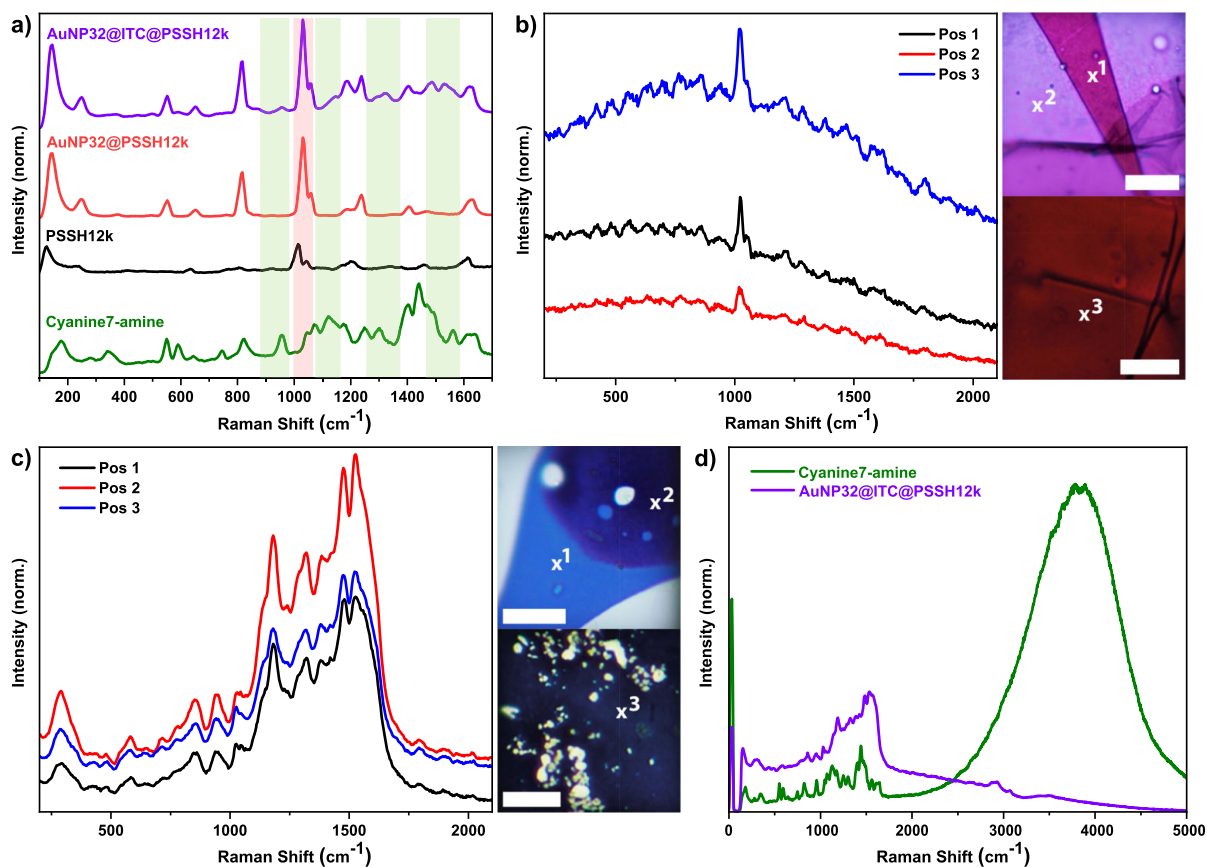 a)
AuNP32@ITC@PSSH12k
AuNP32@PSSH12k
PSSH12k
Cyanine7-amine
Intensity (norm.)
200 400 600 800 1000 1200 1400 1600
Raman Shift (cm⁻¹)
b)
Pos 1
Pos 2
Pos 3
Intensity (norm.)
500 1000 1500 2000
Raman Shift (cm⁻¹)
x¹
x²
x³
c)
Pos 1
Pos 2
Pos 3
Intensity (norm.)
500 1000 1500 2000
Raman Shift (cm⁻¹)
x²
x¹
x³
d)
Cyanine7-amine
AuNP32@ITC@PSSH12k
Intensity (norm.)
0 1000 2000 3000 4000 5000
Raman Shift (cm⁻¹)